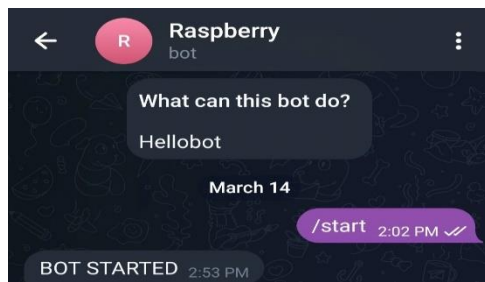 R
Raspberry
bot
What can this bot do?
Hellobot
March 14
/start 2:02 PM
BOT STARTED 2:53 PM